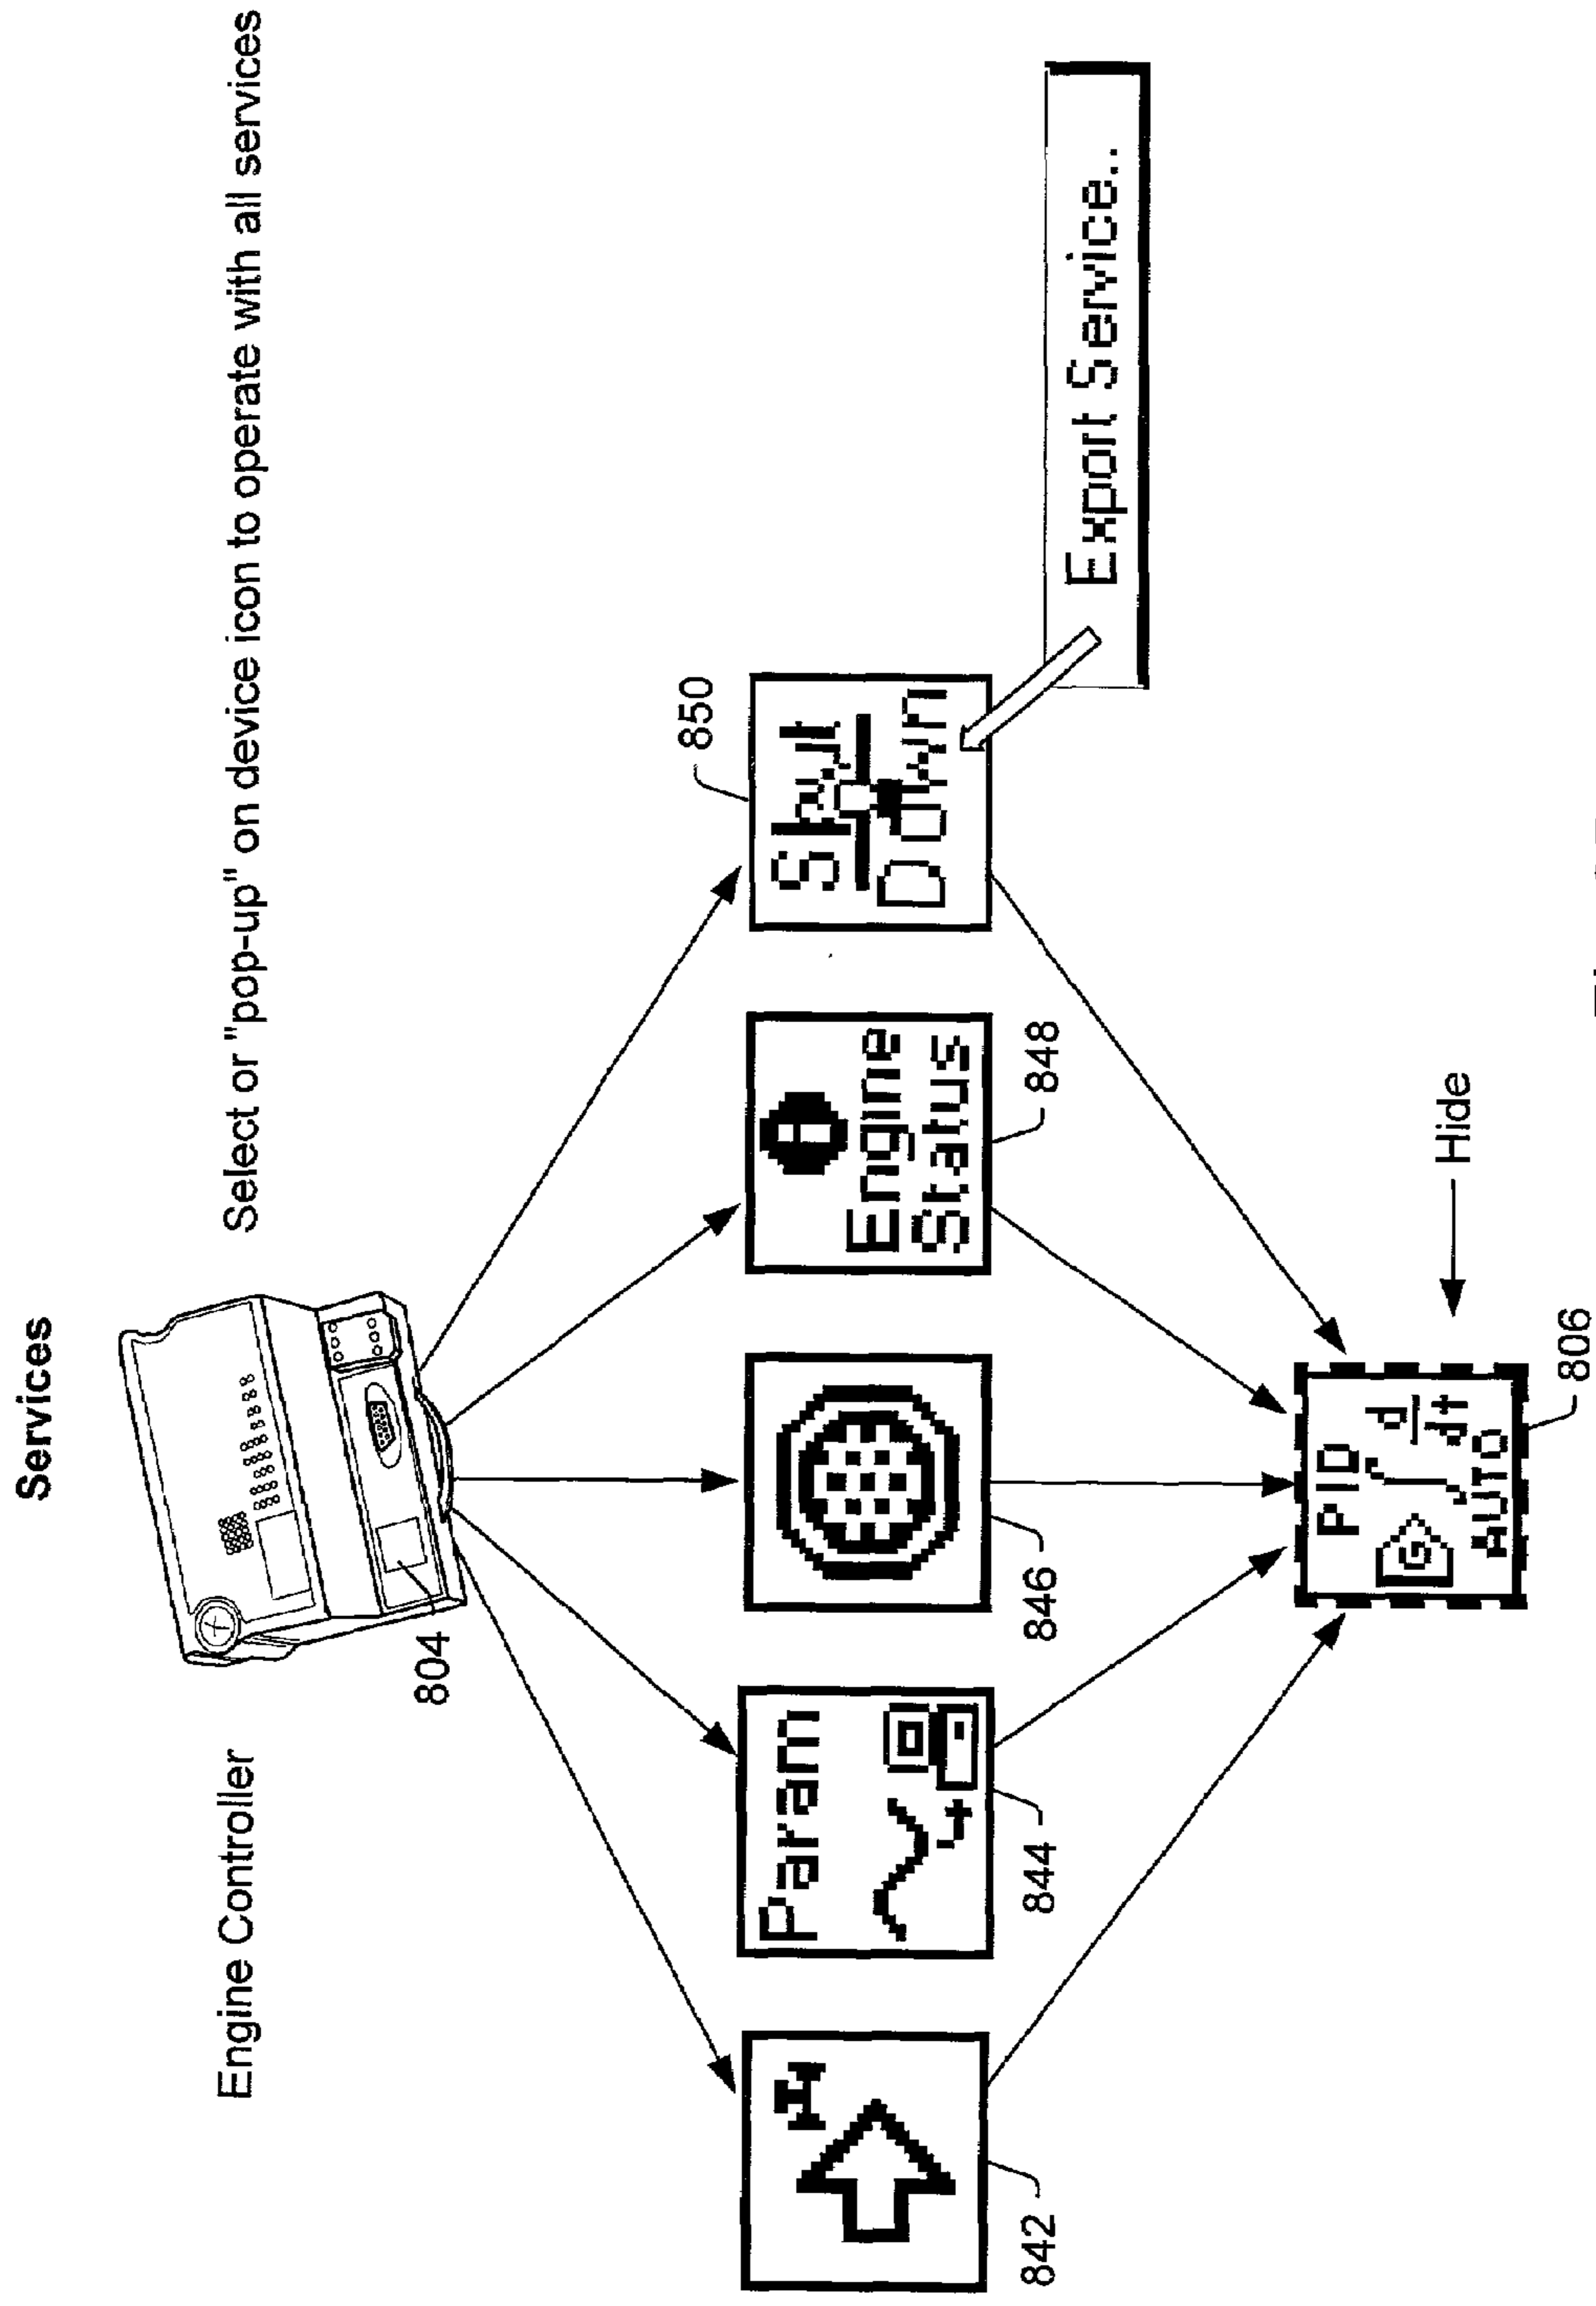 Services
Select or "pop-up" on device icon to operate with all services
Engine Controller
804
850
Param
Engine
Status
Shut
Down
Export Service..
842
844
846
848
PID
G
d
dt
AUTO
Hide
806